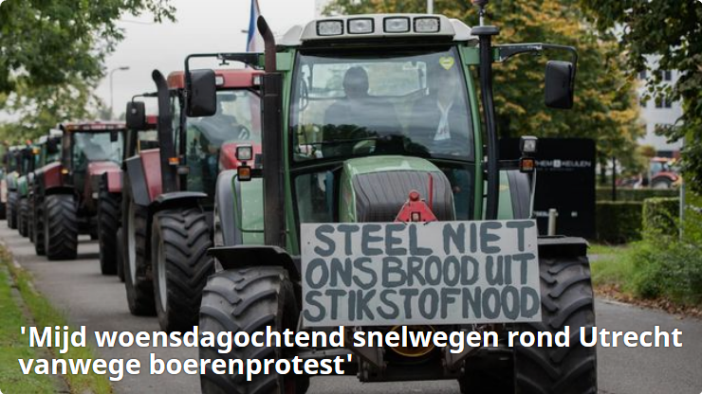 STEEL NIET
ONS BROOD UIT
STIKSTOFNOOD
'Mijd woensdagochtend snelwegen rond Utrecht
vanwege boerenprotest'